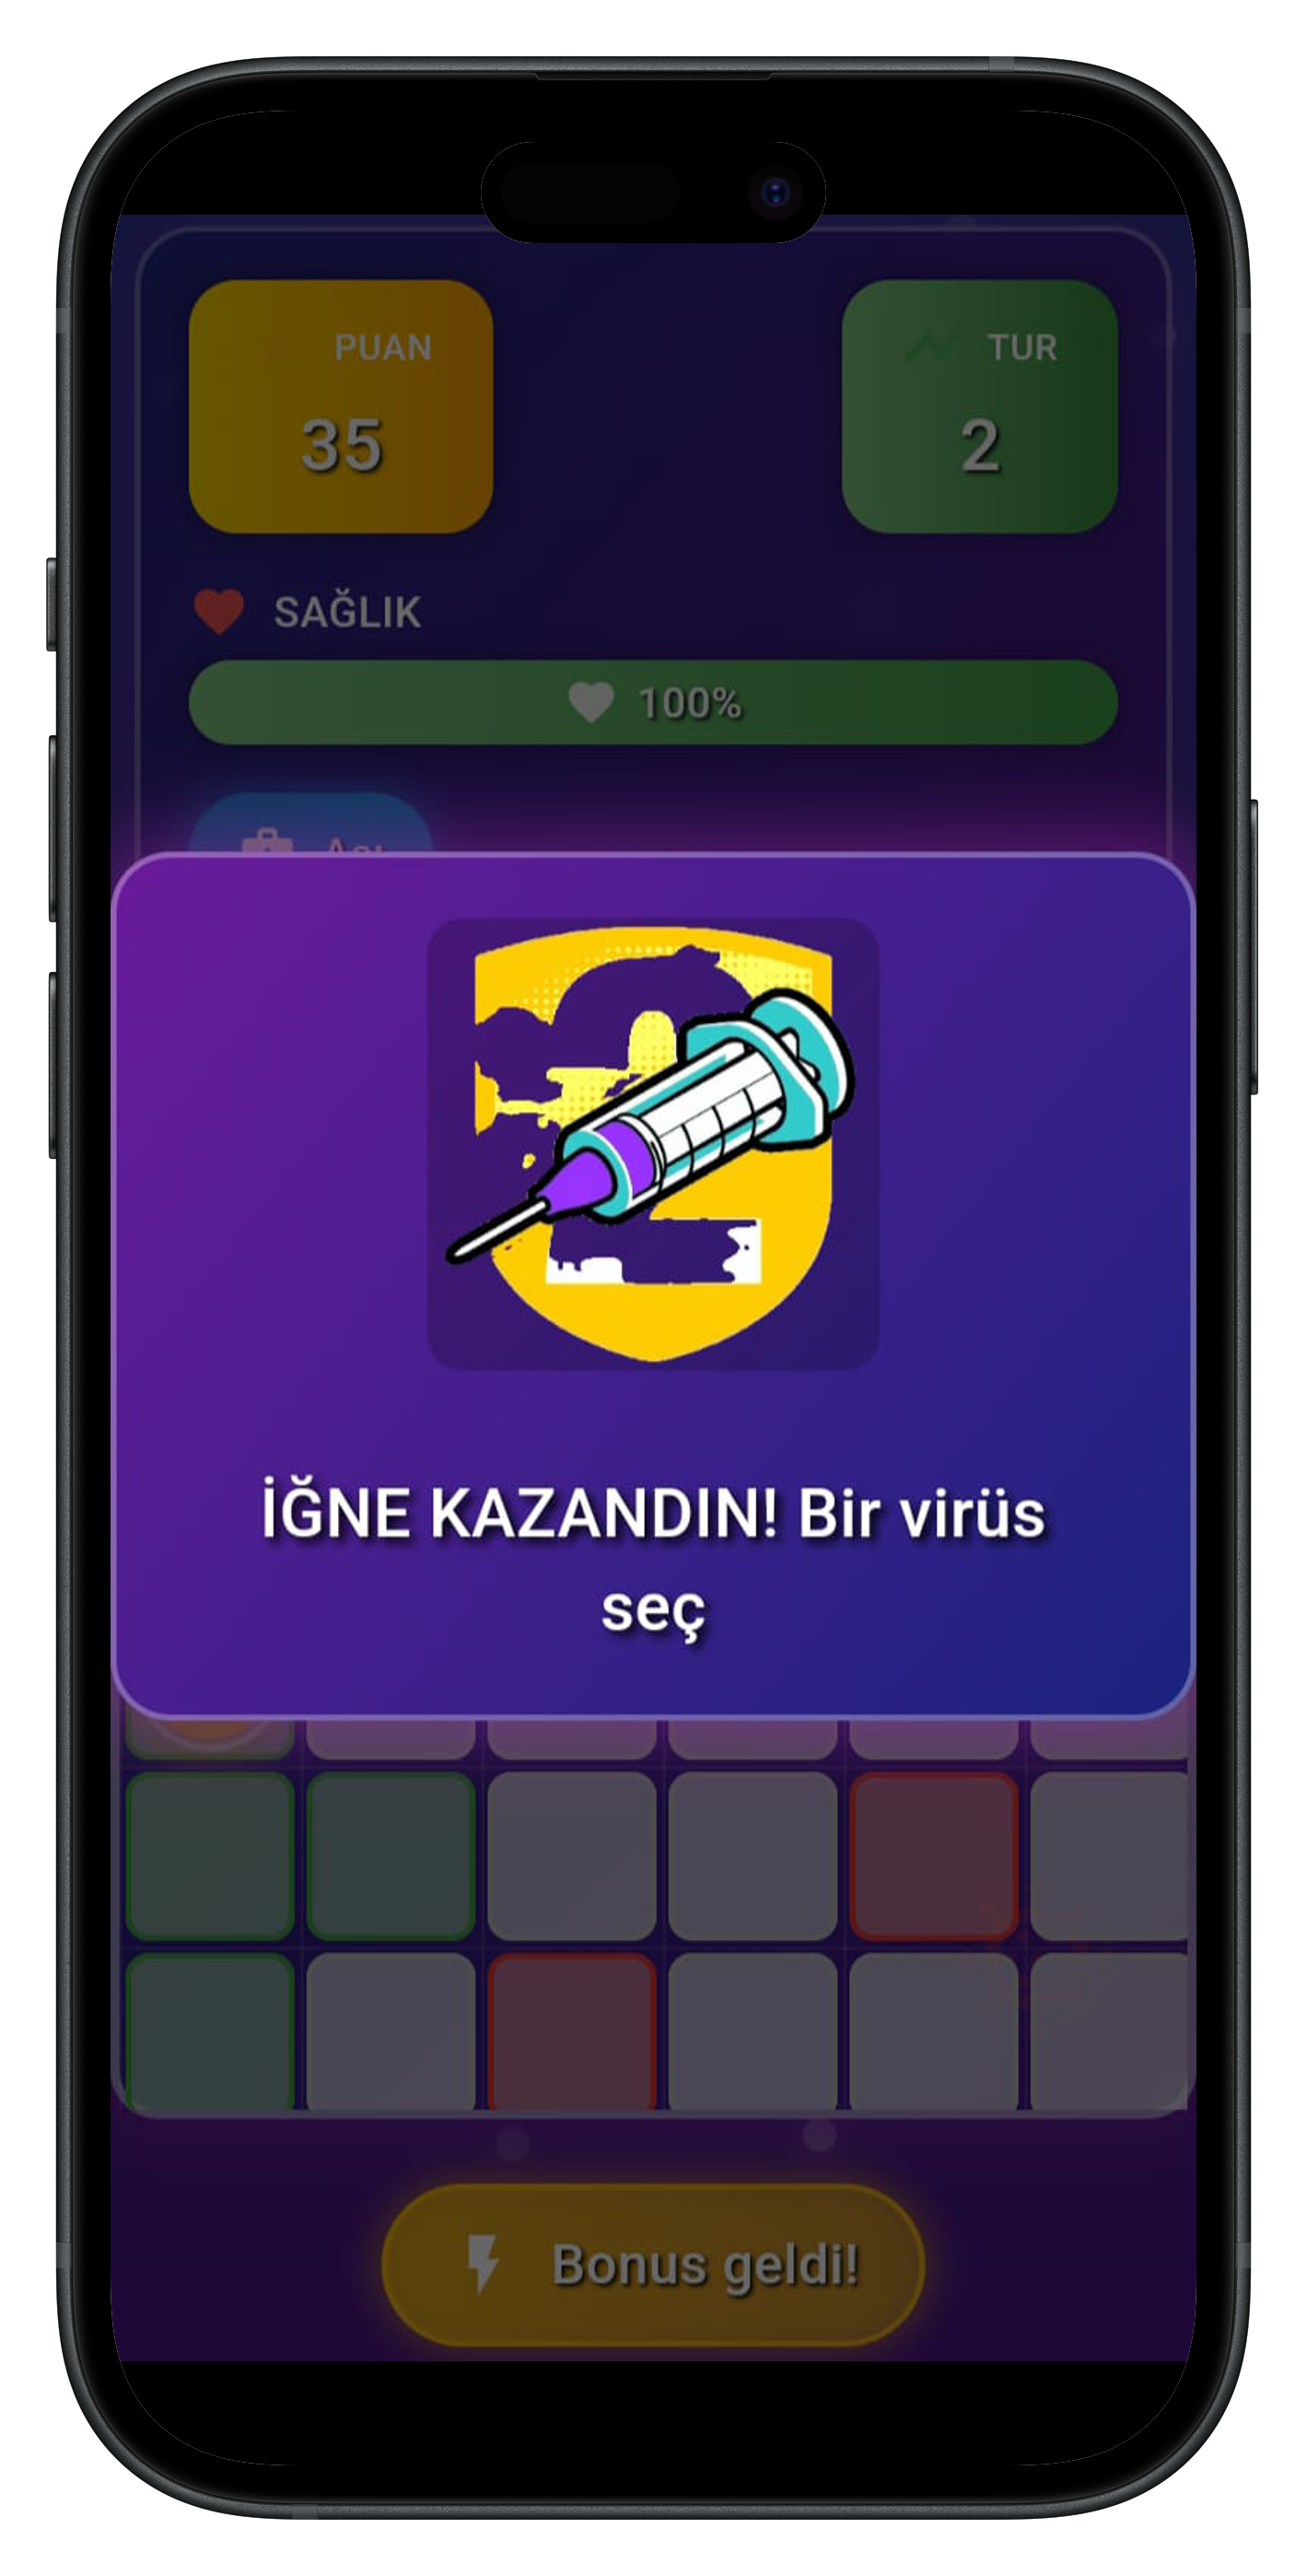 PUAN
TUR
35
2
SAĞLIK
100%
İĞNE KAZANDIN! Bir virüs
seç
Bonus geldi!